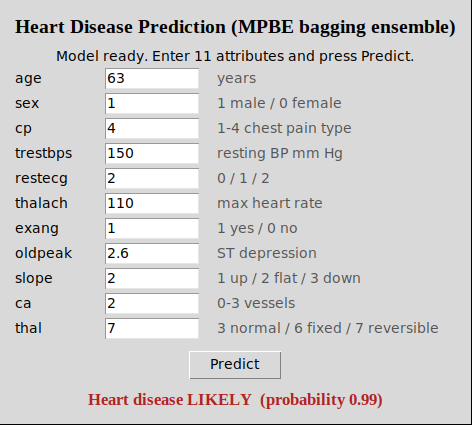 Heart Disease Prediction (MPBE bagging ensemble)
Model ready. Enter 11 attributes and press Predict.
age 63 years
sex 1 1 male / 0 female
cp 4 1-4 chest pain type
trestbps 150 resting BP mm Hg
restecg 2 0 / 1 / 2
thalach 110 max heart rate
exang 1 1 yes / 0 no
oldpeak 2.6 ST depression
slope 2 1 up / 2 flat / 3 down
ca 2 0-3 vessels
thal 7 3 normal / 6 fixed / 7 reversible
Predict
Heart disease LIKELY (probability 0.99)